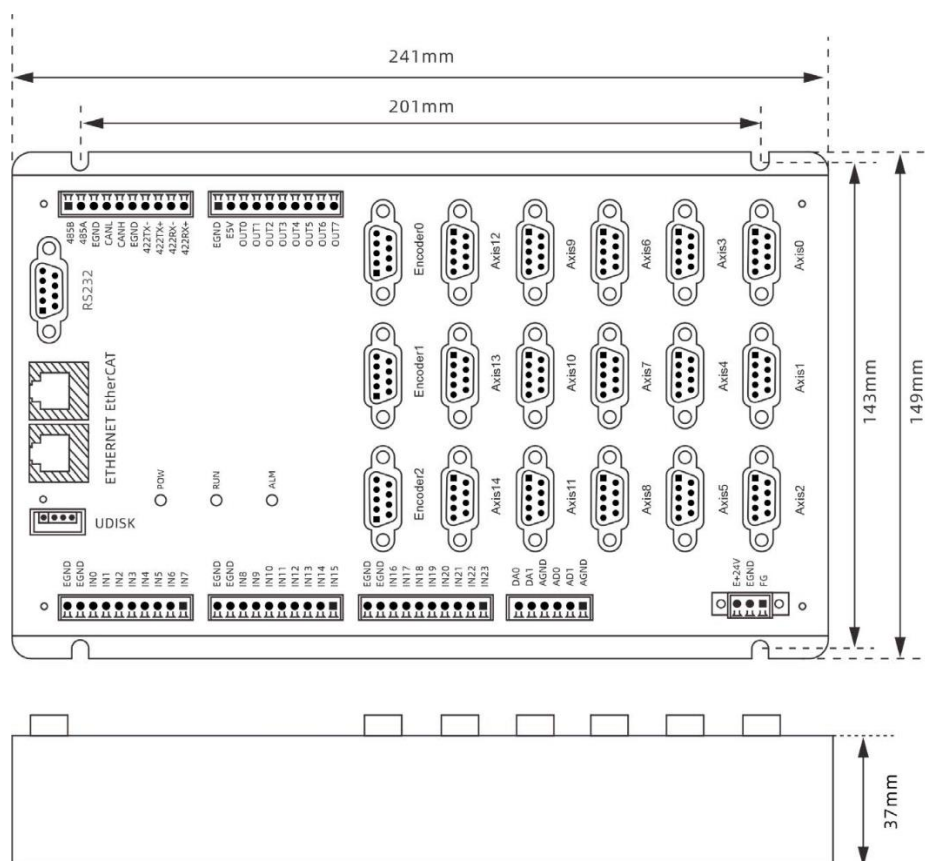 241mm
201mm
485B
485A
EGND
CANL
CANH
EGND
422TX-
422TX+
422RX-
422RX+
EGND
E5V
OUT0
OUT1
OUT2
OUT3
OUT4
OUT5
OUT6
OUT7
RS232
Encoder0
Axis12
Axis9
Axis6
Axis3
Axis0
Encoder1
Axis13
Axis10
Axis7
Axis4
Axis1
ETHERNET EtherCAT
143mm
149mm
Encoder2
Axis14
Axis11
Axis8
Axis5
Axis2
POW
RUN
ALM
UDISK
EGND
EGND
IN0
IN1
IN2
IN3
IN4
IN5
IN6
IN7
EGND
EGND
IN8
IN9
IN10
IN11
IN12
IN13
IN14
IN15
EGND
EGND
IN16
IN17
IN18
IN19
IN20
IN21
IN22
IN23
DA0
DA1
AGND
AD0
AD1
AGND
E+24V
EGND
FG
37mm